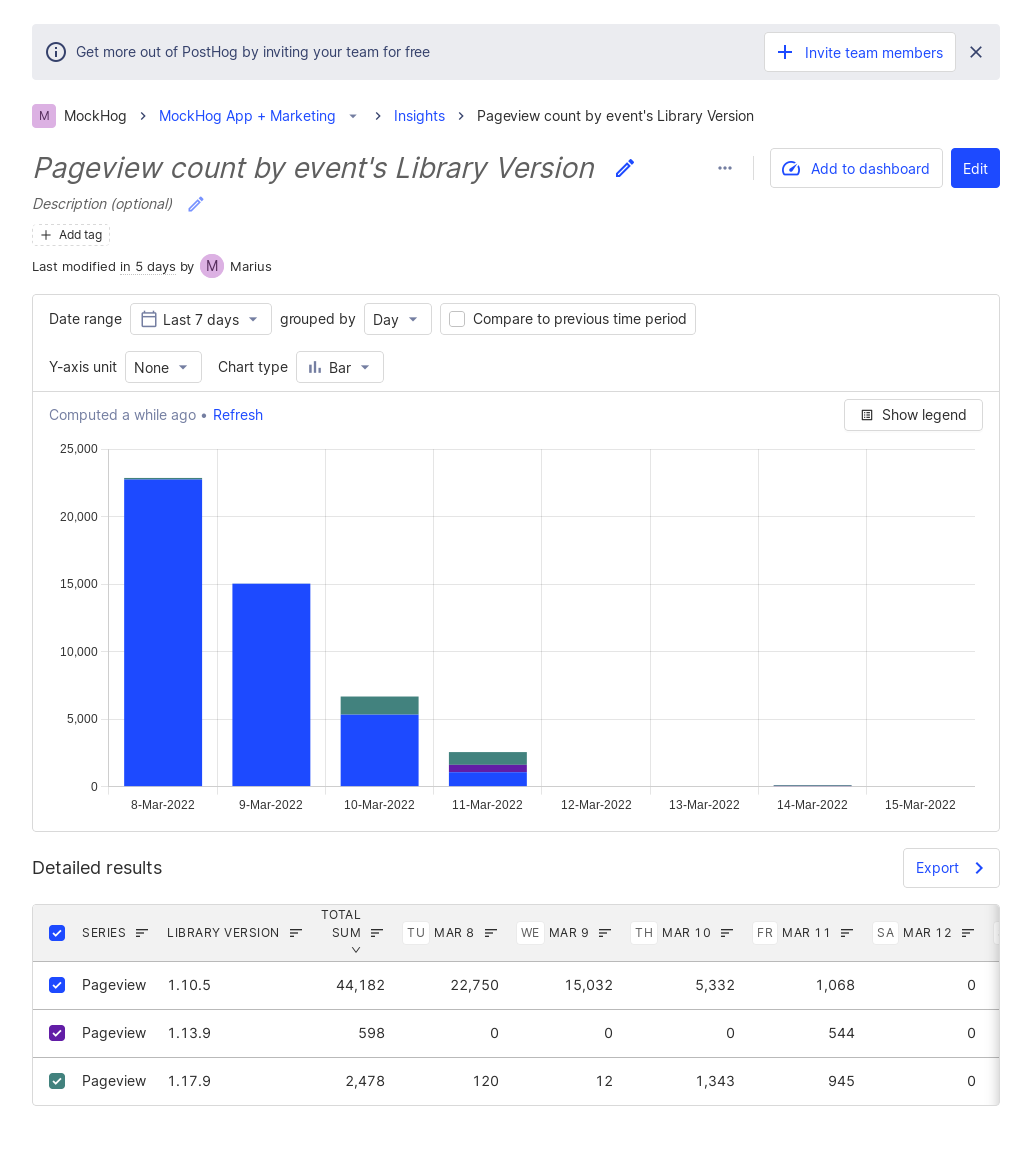 Get more out of PostHog by inviting your team for free
Invite team members
M MockHog MockHog App + Marketing Insights Pageview count by event's Library Version
Pageview count by event's Library Version
Add to dashboard
Edit
Description (optional)
Add tag
Last modified in 5 days by M Marius
Date range Last 7 days grouped by Day Compare to previous time period
Y-axis unit None Chart type Bar
Computed a while ago • Refresh
Show legend
25,000
20,000
15,000
10,000
5,000
0
8-Mar-2022 9-Mar-2022 10-Mar-2022 11-Mar-2022 12-Mar-2022 13-Mar-2022 14-Mar-2022 15-Mar-2022
Detailed results
Export
SERIES LIBRARY VERSION TOTAL SUM TU MAR 8 WE MAR 9 TH MAR 10 FR MAR 11 SA MAR 12
Pageview 1.10.5 44,182 22,750 15,032 5,332 1,068 0
Pageview 1.13.9 598 0 0 0 544 0
Pageview 1.17.9 2,478 120 12 1,343 945 0